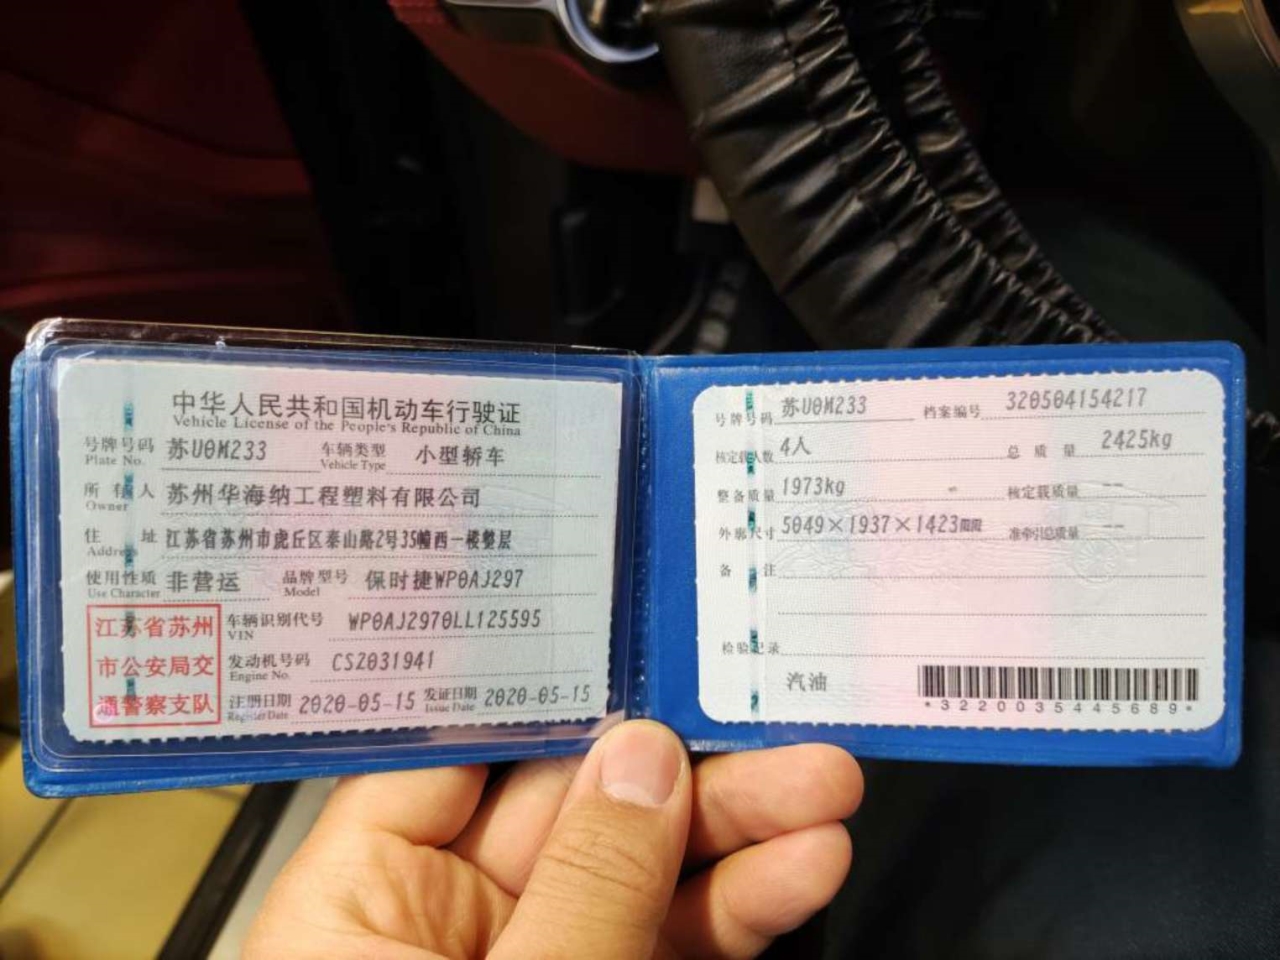 中华人民共和国机动车行驶证
Vehicle License of the People's Republic of China
号牌号码 苏U0M233 车辆类型 小型轿车
Plate No. Vehicle Type
所有人 苏州华海纳工程塑料有限公司
Owner
住址 江苏省苏州市虎丘区泰山路2号35幢西一楼整层
Address
使用性质 非营运 品牌型号 保时捷WP0AJ297
Use Character Model
江苏省苏州
市公安局交
通警察支队
车辆识别代号 WP0AJ2970LL125595
VIN
发动机号码 CSZ031941
Engine No.
注册日期 2020-05-15 发证日期 2020-05-15
Register Date Issue Date
号牌号码 苏U0M233 档案编号 320504154217
核定载人数 4人 总质量 2425kg
整备质量 1973kg 核定载质量 --
外廓尺寸 5049×1937×1423mm 准牵引总质量 --
备注
检验记录
汽油
*3220035445689*